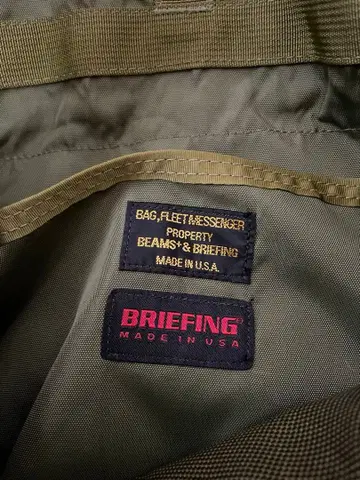 BAG, FLEET MESSENGER
PROPERTY
BEAMS+ & BRIEFING
MADE IN U.S.A.
BRIEFING
MADE IN USA